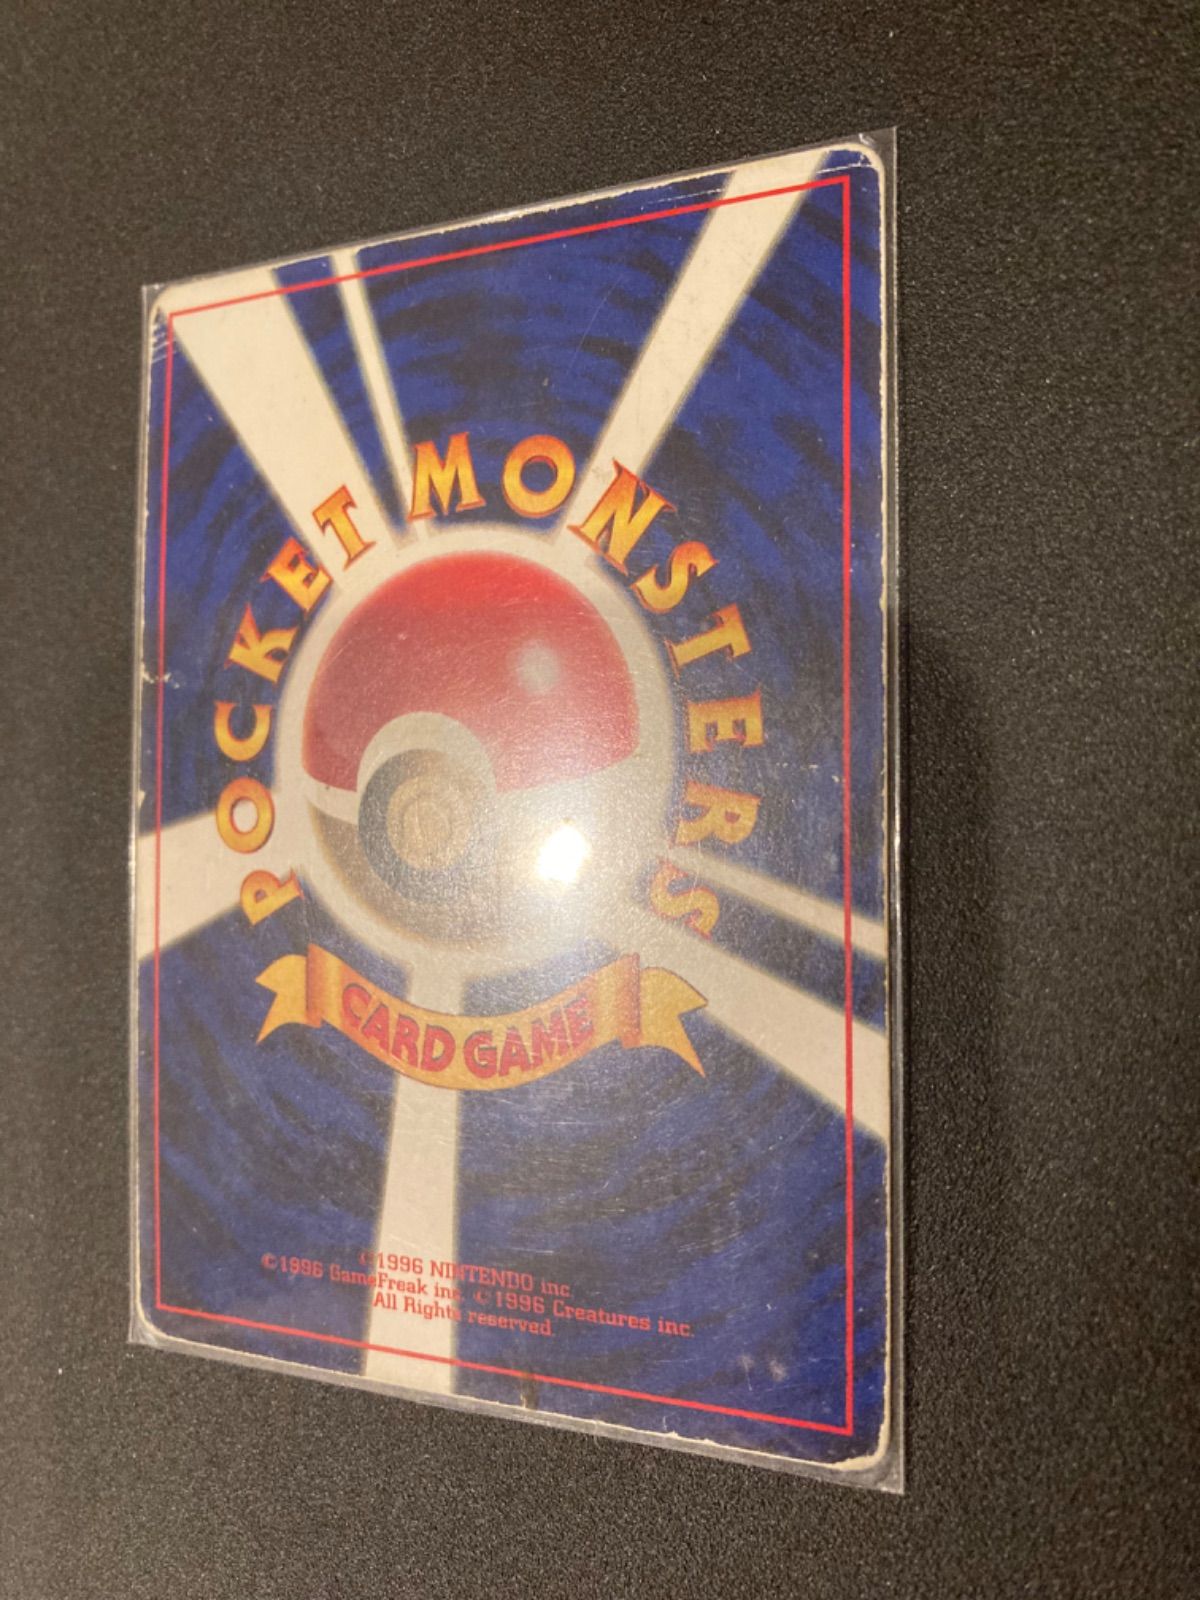 POCKET MONSTERS
CARD GAME
©1996 NINTENDO inc.
©1996 GameFreak inc. ©1996 Creatures inc.
All Rights reserved.